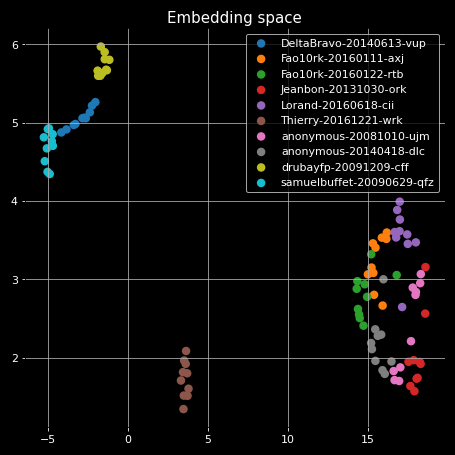 Embedding space
DeltaBravo-20140613-vup
Fao10rk-20160111-axj
Fao10rk-20160122-rtb
Jeanbon-20131030-ork
Lorand-20160618-cii
Thierry-20161221-wrk
anonymous-20081010-ujm
anonymous-20140418-dlc
drubayfp-20091209-cff
samuelbuffet-20090629-qfz
6
5
4
3
2
−5 0 5 10 15